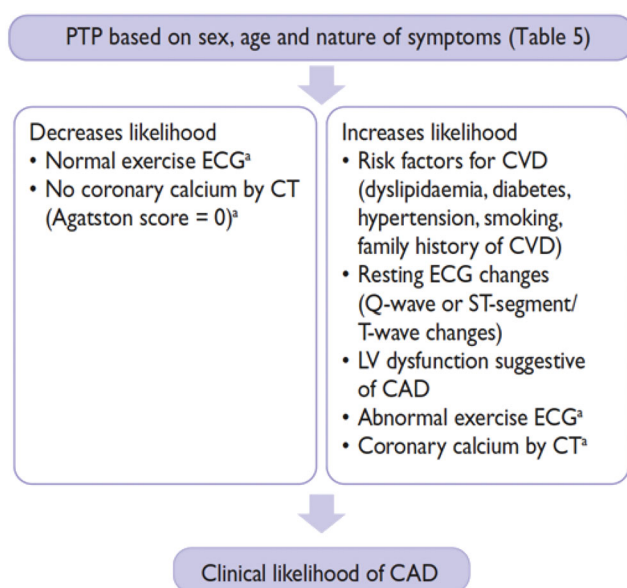 PTP based on sex, age and nature of symptoms (Table 5)
Decreases likelihood
• Normal exercise ECGᵃ
• No coronary calcium by CT
(Agatston score = 0)ᵃ
Increases likelihood
• Risk factors for CVD
(dyslipidaemia, diabetes,
hypertension, smoking,
family history of CVD)
• Resting ECG changes
(Q-wave or ST-segment/
T-wave changes)
• LV dysfunction suggestive
of CAD
• Abnormal exercise ECGᵃ
• Coronary calcium by CTᵃ
Clinical likelihood of CAD